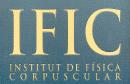 IFIC
INSTITUT DE FÍSICA
CORPUSCULAR